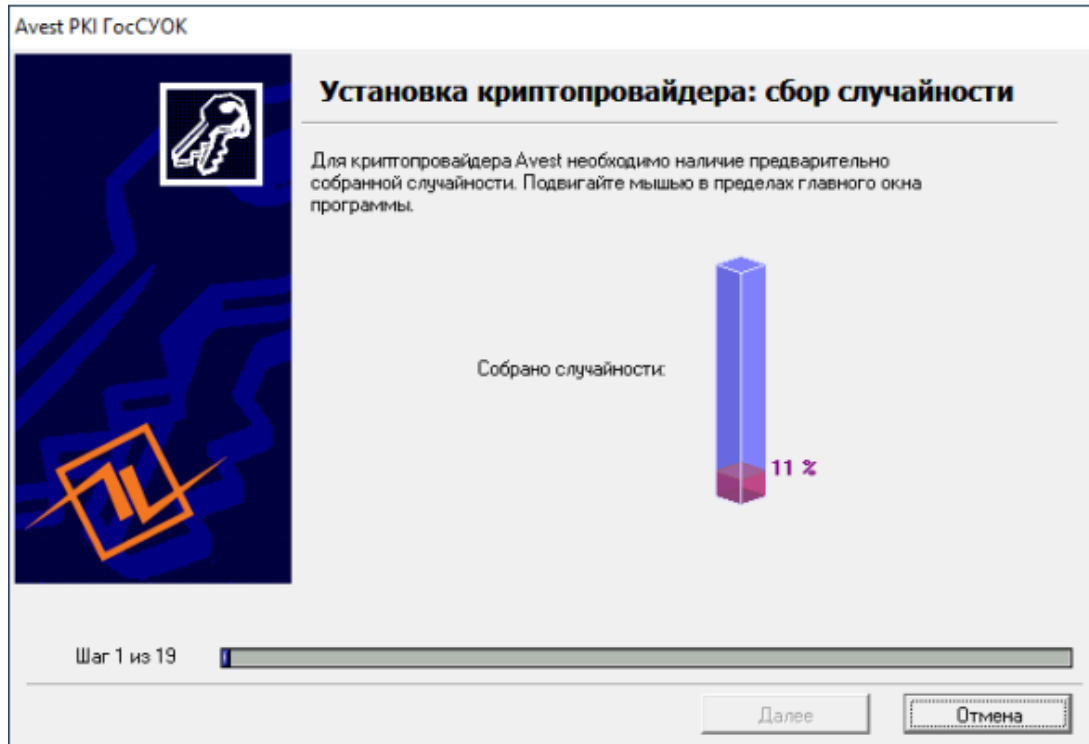 Avest PKI ГосСУОК
Установка криптопровайдера: сбор случайности
Для криптопровайдера Avest необходимо наличие предварительно
собранной случайности. Подвигайте мышью в пределах главного окна
программы.
Собрано случайности:
11 %
Шаг 1 из 19
Далее
Отмена